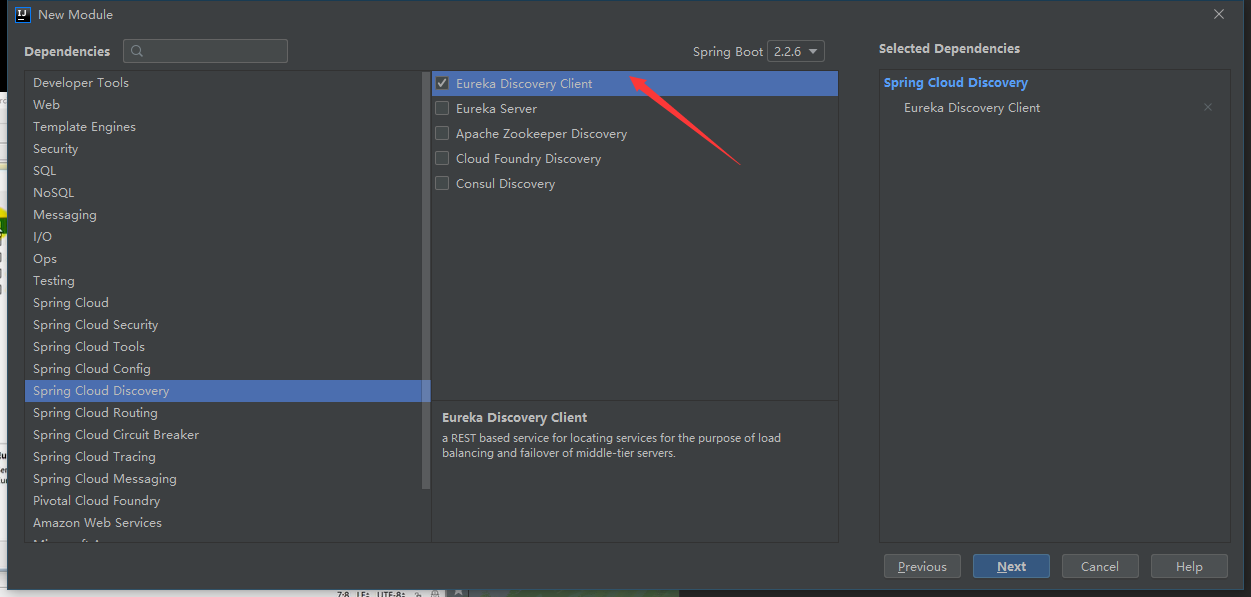 New Module
Dependencies
Spring Boot 2.2.6
Selected Dependencies
Developer Tools
Web
Template Engines
Security
SQL
NoSQL
Messaging
I/O
Ops
Testing
Spring Cloud
Spring Cloud Security
Spring Cloud Tools
Spring Cloud Config
Spring Cloud Discovery
Spring Cloud Routing
Spring Cloud Circuit Breaker
Spring Cloud Tracing
Spring Cloud Messaging
Pivotal Cloud Foundry
Amazon Web Services
Eureka Discovery Client
Eureka Server
Apache Zookeeper Discovery
Cloud Foundry Discovery
Consul Discovery
Eureka Discovery Client
a REST based service for locating services for the purpose of load
balancing and failover of middle-tier servers.
Spring Cloud Discovery
Eureka Discovery Client
Previous
Next
Cancel
Help